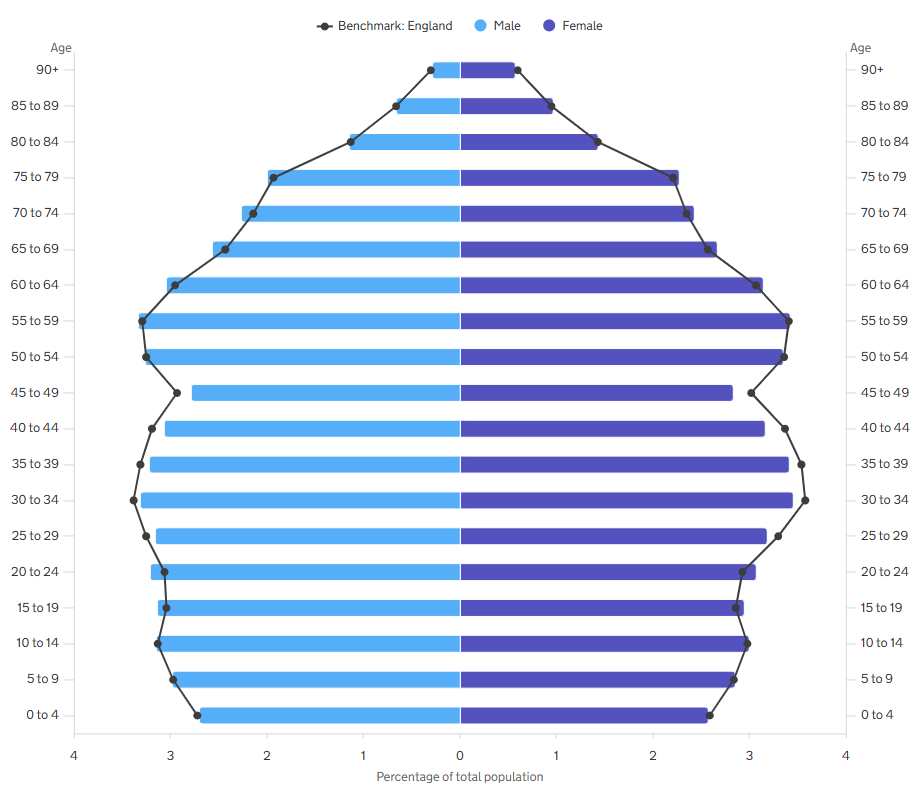 Benchmark: England Male Female
Age Age
90+ 90+
85 to 89 85 to 89
80 to 84 80 to 84
75 to 79 75 to 79
70 to 74 70 to 74
65 to 69 65 to 69
60 to 64 60 to 64
55 to 59 55 to 59
50 to 54 50 to 54
45 to 49 45 to 49
40 to 44 40 to 44
35 to 39 35 to 39
30 to 34 30 to 34
25 to 29 25 to 29
20 to 24 20 to 24
15 to 19 15 to 19
10 to 14 10 to 14
5 to 9 5 to 9
0 to 4 0 to 4
4 3 2 1 0 1 2 3 4
Percentage of total population